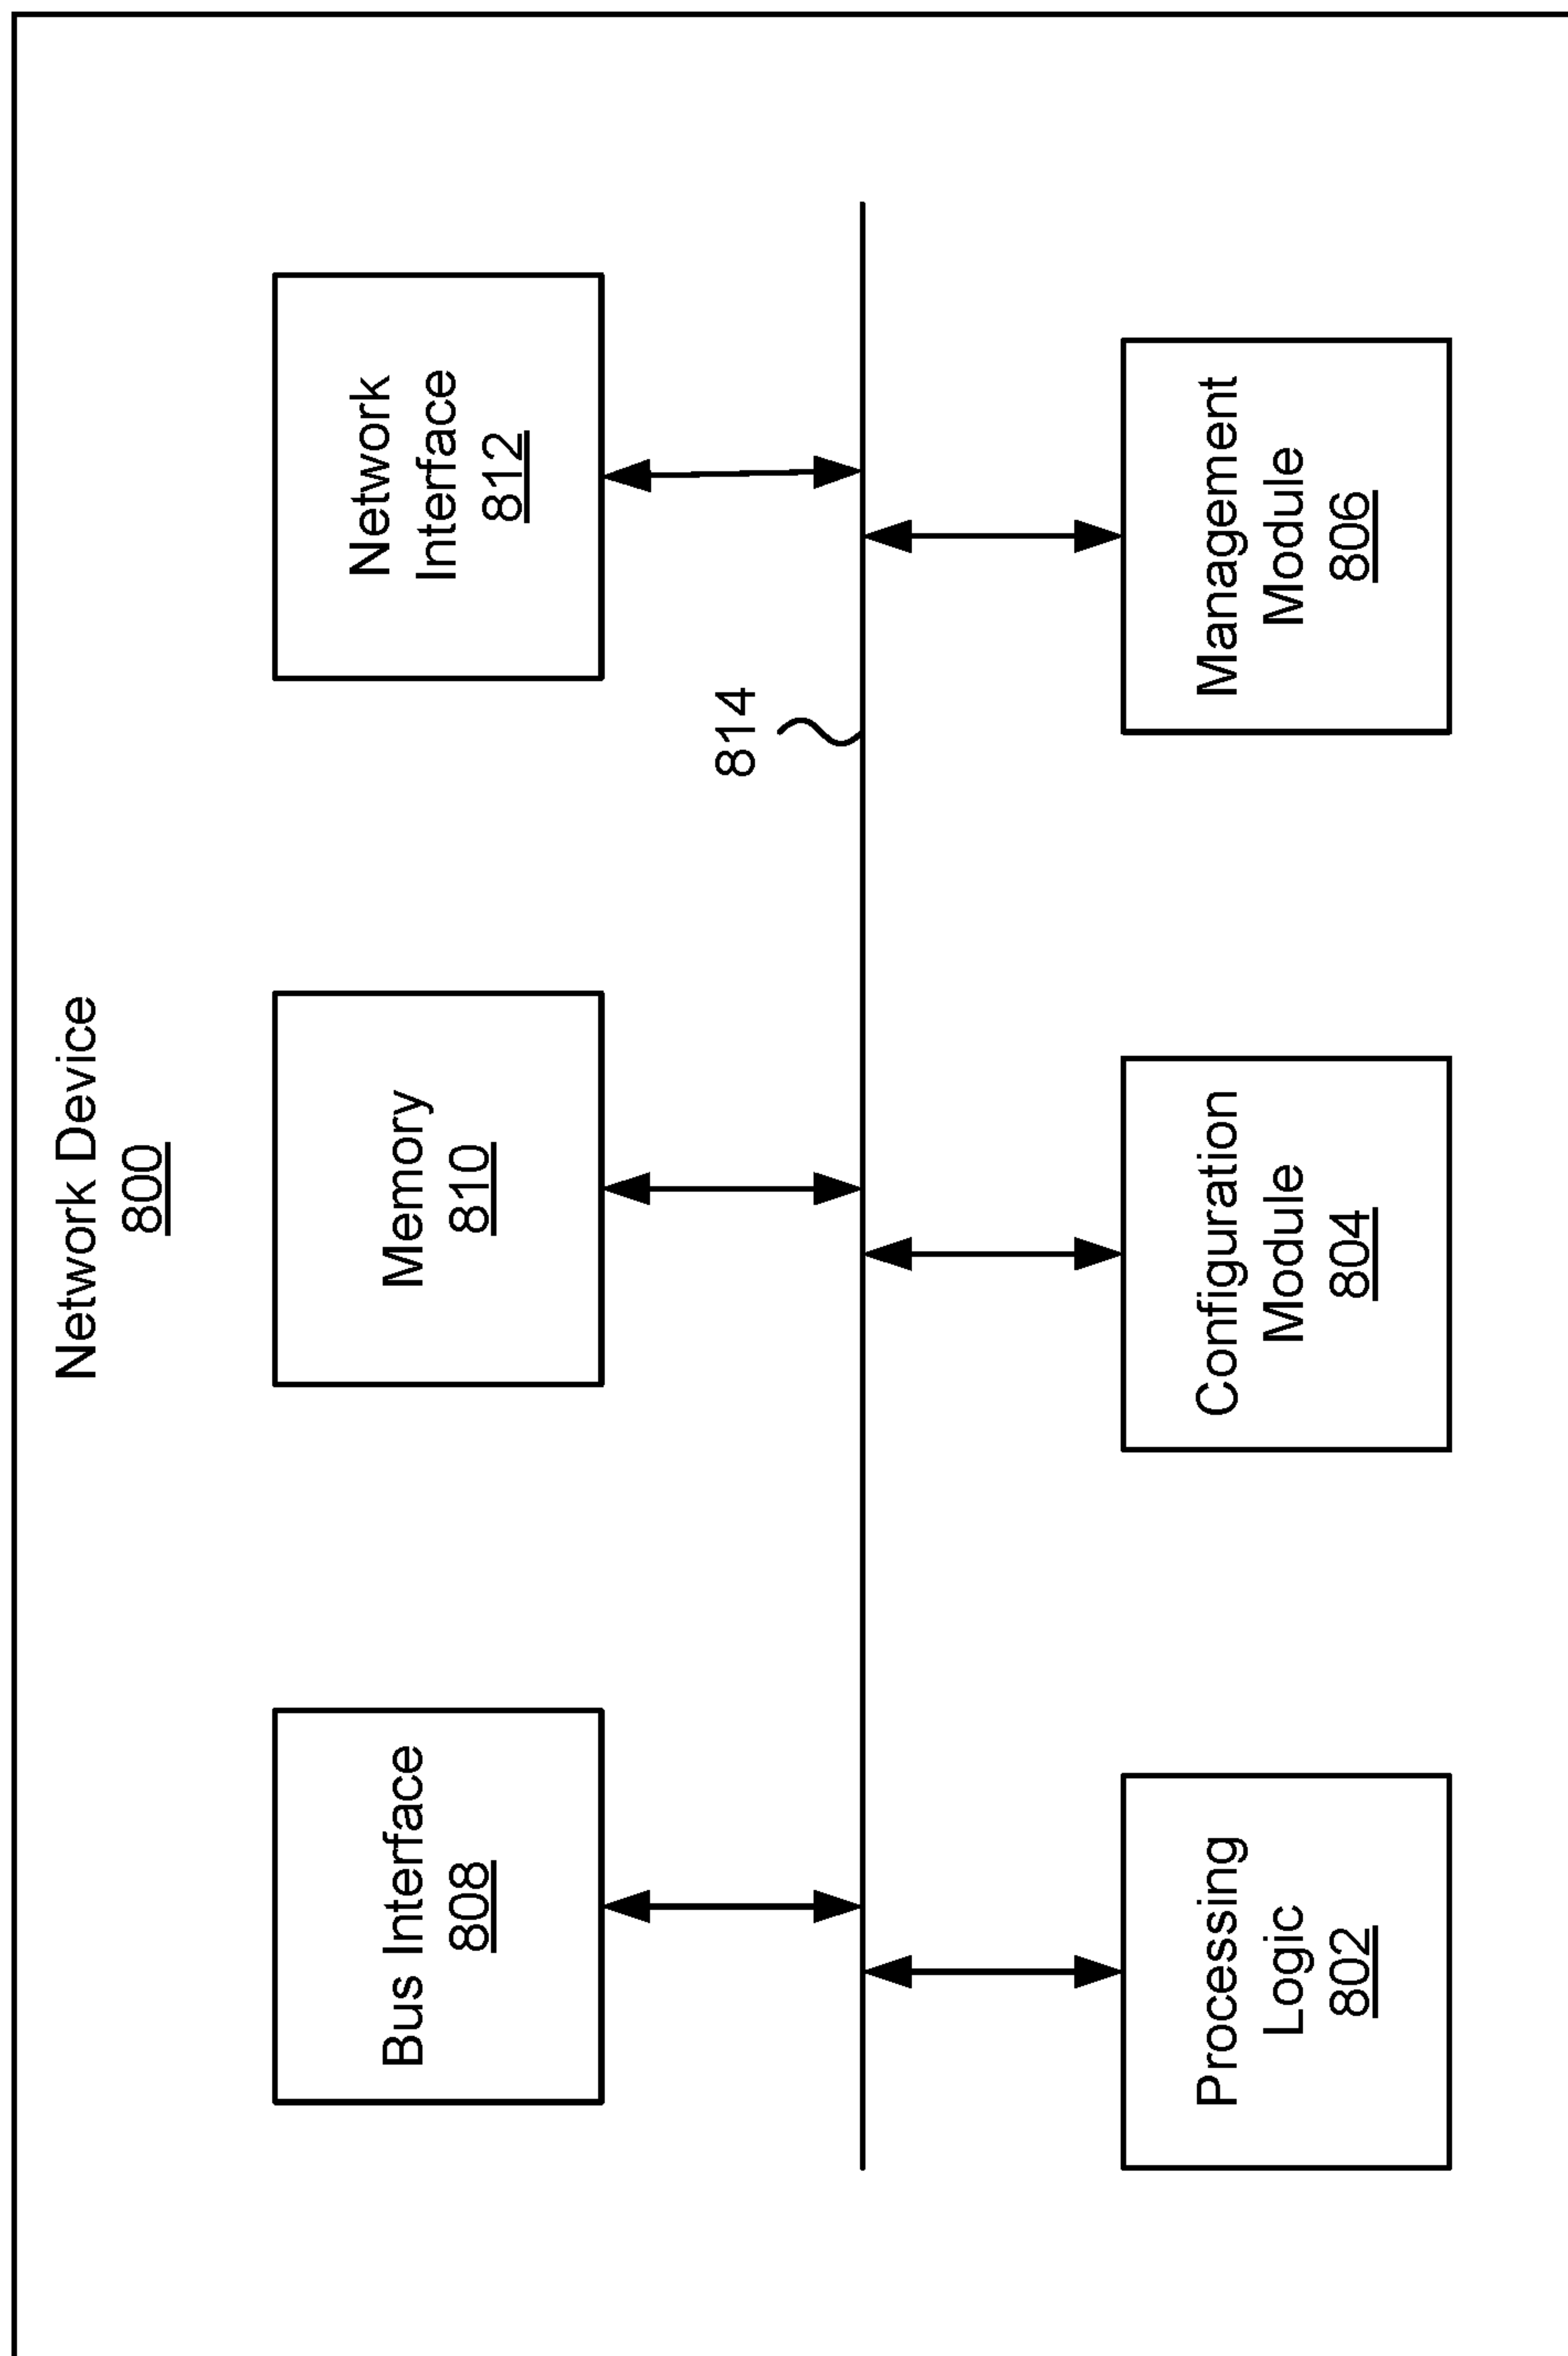 Network Device
800
Bus Interface
808
Memory
810
Network
Interface
812
814
Processing
Logic
802
Configuration
Module
804
Management
Module
806